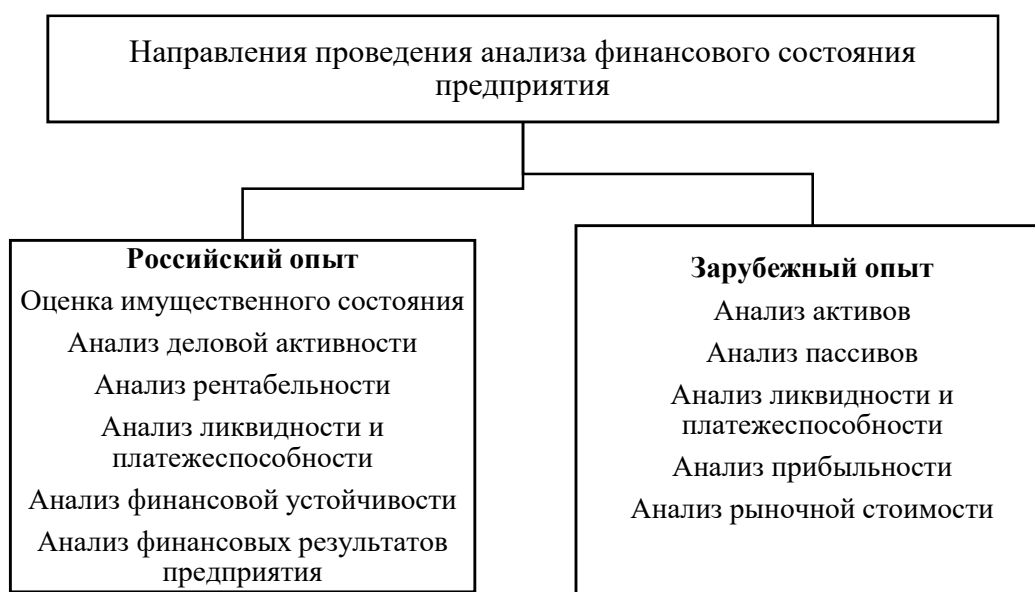 Направления проведения анализа финансового состояния
предприятия
Российский опыт
Оценка имущественного состояния
Анализ деловой активности
Анализ рентабельности
Анализ ликвидности и
платежеспособности
Анализ финансовой устойчивости
Анализ финансовых результатов
предприятия
Зарубежный опыт
Анализ активов
Анализ пассивов
Анализ ликвидности и
платежеспособности
Анализ прибыльности
Анализ рыночной стоимости